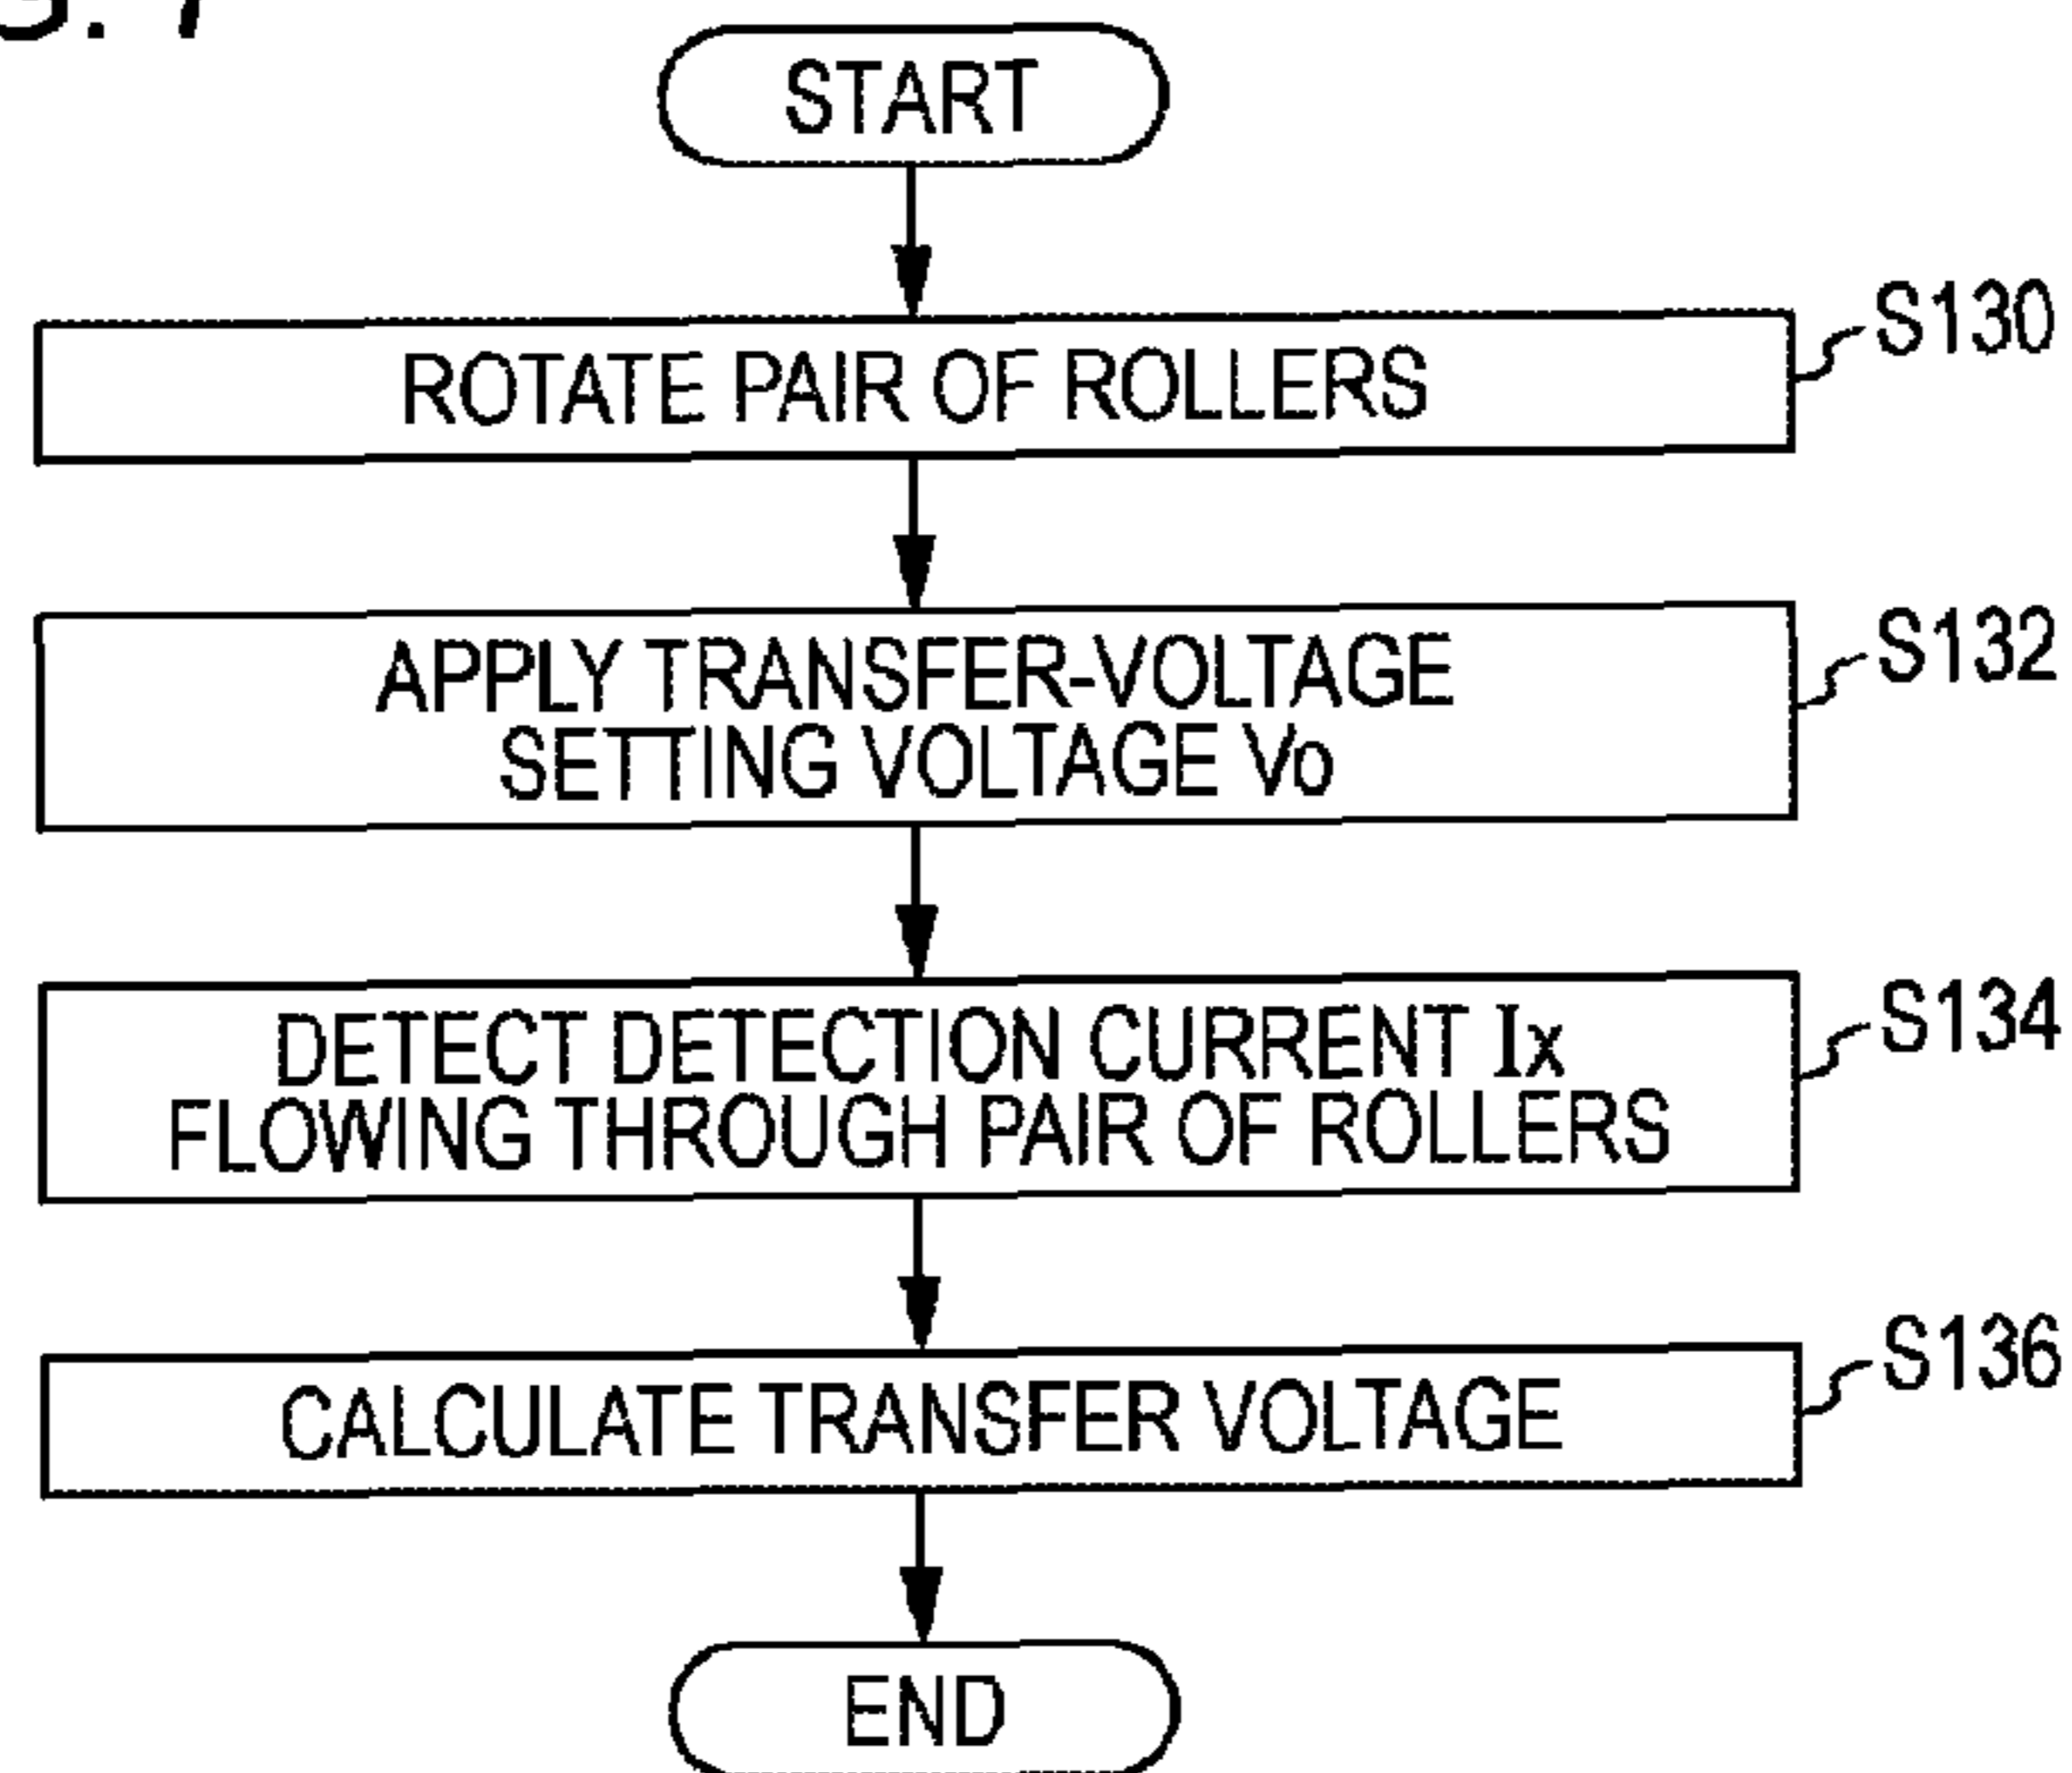 START
ROTATE PAIR OF ROLLERS
S130
APPLY TRANSFER-VOLTAGE
SETTING VOLTAGE Vo
S132
DETECT DETECTION CURRENT Ix
FLOWING THROUGH PAIR OF ROLLERS
S134
CALCULATE TRANSFER VOLTAGE
S136
END